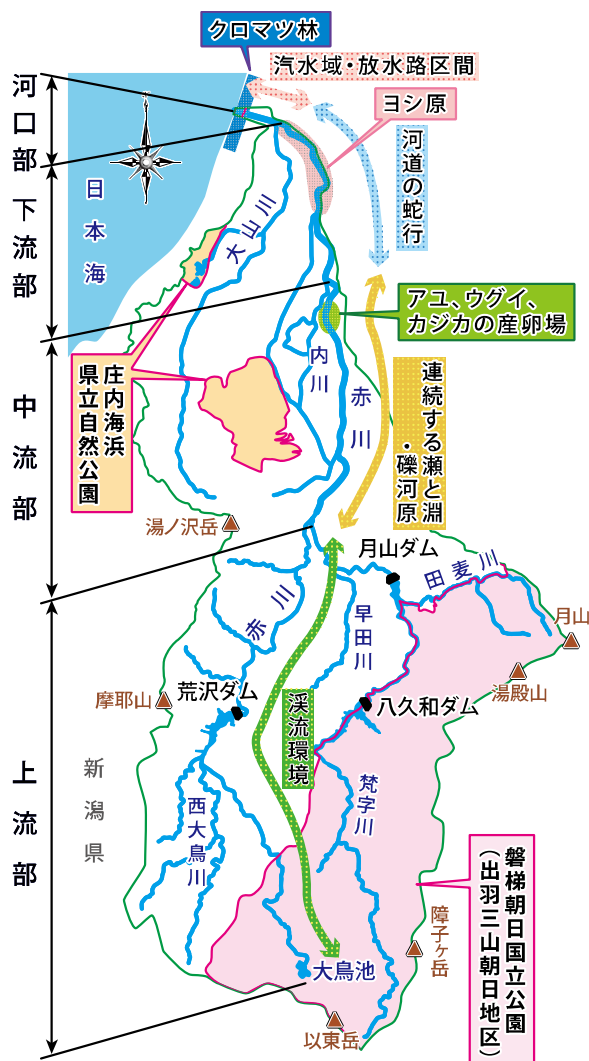 クロマツ林
汽水域・放水路区間
ヨシ原
河道の蛇行
河口部
下流部
中流部
上流部
日本海
大山川
アユ、ウグイ、
カジカの産卵場
内川
赤川
連続する瀬と淵
・礫河原
庄内海浜
県立自然公園
湯ノ沢岳
月山ダム
田麦川
赤川
早田川
月山
湯殿山
摩耶山
荒沢ダム
八久和ダム
渓流環境
新潟県
西大鳥川
梵字川
磐梯朝日国立公園
(出羽三山朝日地区)
障子ヶ岳
大鳥池
以東岳